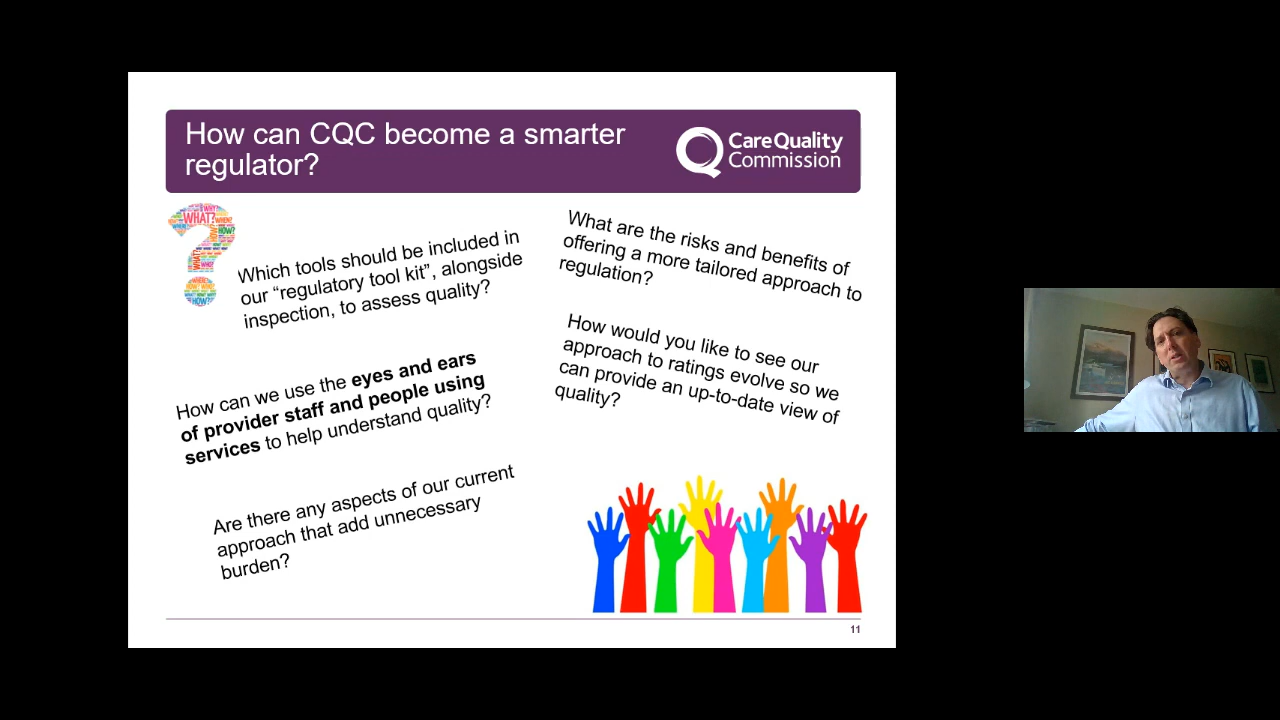 How can CQC become a smarter
regulator?
CareQuality
Commission
WHAT?
HOW?
Which tools should be included in
our “regulatory tool kit”, alongside
inspection, to assess quality?
How can we use the eyes and ears
of provider staff and people using
services to help understand quality?
Are there any aspects of our current
approach that add unnecessary
burden?
What are the risks and benefits of
offering a more tailored approach to
regulation?
How would you like to see our
approach to ratings evolve so we
can provide an up-to-date view of
quality?
11